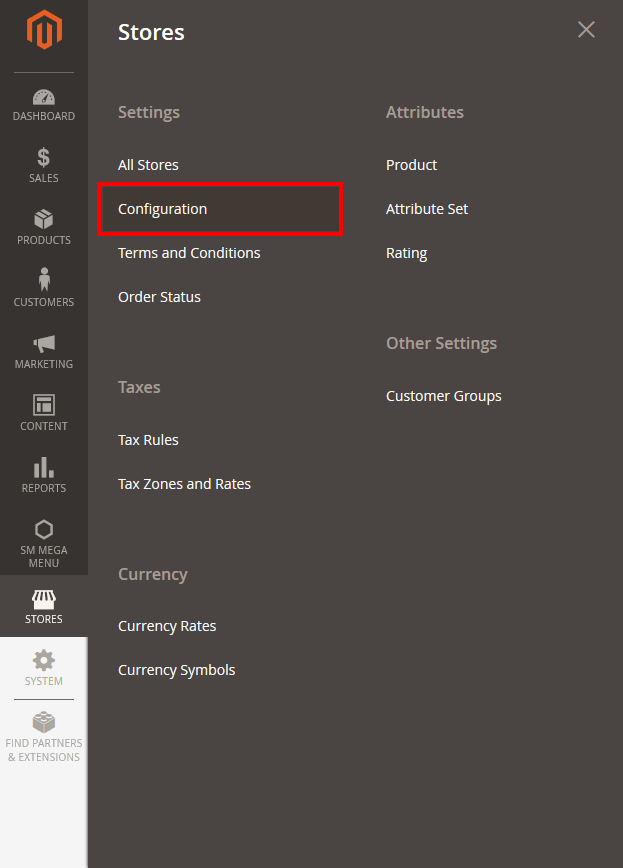 DASHBOARD
SALES
PRODUCTS
CUSTOMERS
MARKETING
CONTENT
REPORTS
SM MEGA
MENU
STORES
SYSTEM
FIND PARTNERS
& EXTENSIONS
Stores
Settings
All Stores
Configuration
Terms and Conditions
Order Status
Taxes
Tax Rules
Tax Zones and Rates
Currency
Currency Rates
Currency Symbols
Attributes
Product
Attribute Set
Rating
Other Settings
Customer Groups